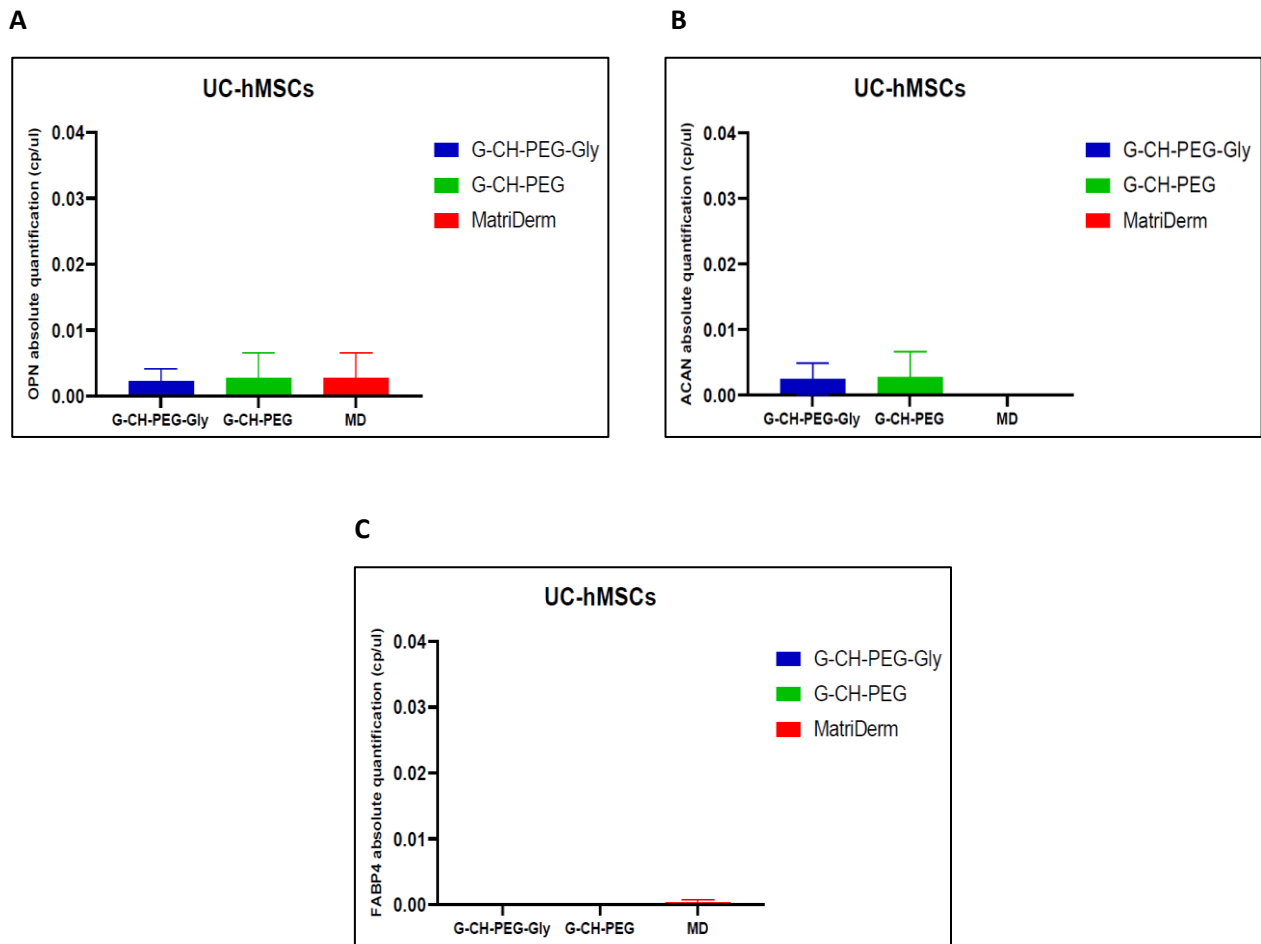 A
UC-hMSCs
OPN absolute quantification (cp/ul)
0.04
0.03
0.02
0.01
0.00
G-CH-PEG-Gly G-CH-PEG MD
G-CH-PEG-Gly
G-CH-PEG
MatriDerm
B
UC-hMSCs
ACAN absolute quantification (cp/ul)
0.04
0.03
0.02
0.01
0.00
G-CH-PEG-Gly G-CH-PEG MD
G-CH-PEG-Gly
G-CH-PEG
MatriDerm
C
UC-hMSCs
FABP4 absolute quantification (cp/ul)
0.04
0.03
0.02
0.01
0.00
G-CH-PEG-Gly G-CH-PEG MD
G-CH-PEG-Gly
G-CH-PEG
MatriDerm